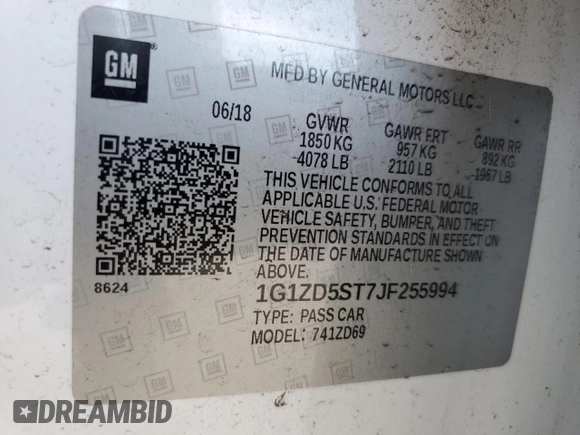 GM
MFD BY GENERAL MOTORS LLC
06/18
GVWR GAWR FRT GAWR RR
1850 KG 957 KG 892 KG
4078 LB 2110 LB 1967 LB
THIS VEHICLE CONFORMS TO ALL
APPLICABLE U.S. FEDERAL MOTOR
VEHICLE SAFETY, BUMPER, AND THEFT
PREVENTION STANDARDS IN EFFECT ON
THE DATE OF MANUFACTURE SHOWN
ABOVE.
8624
1G1ZD5ST7JF255994
TYPE: PASS CAR
MODEL: 741ZD69
DREAMBID